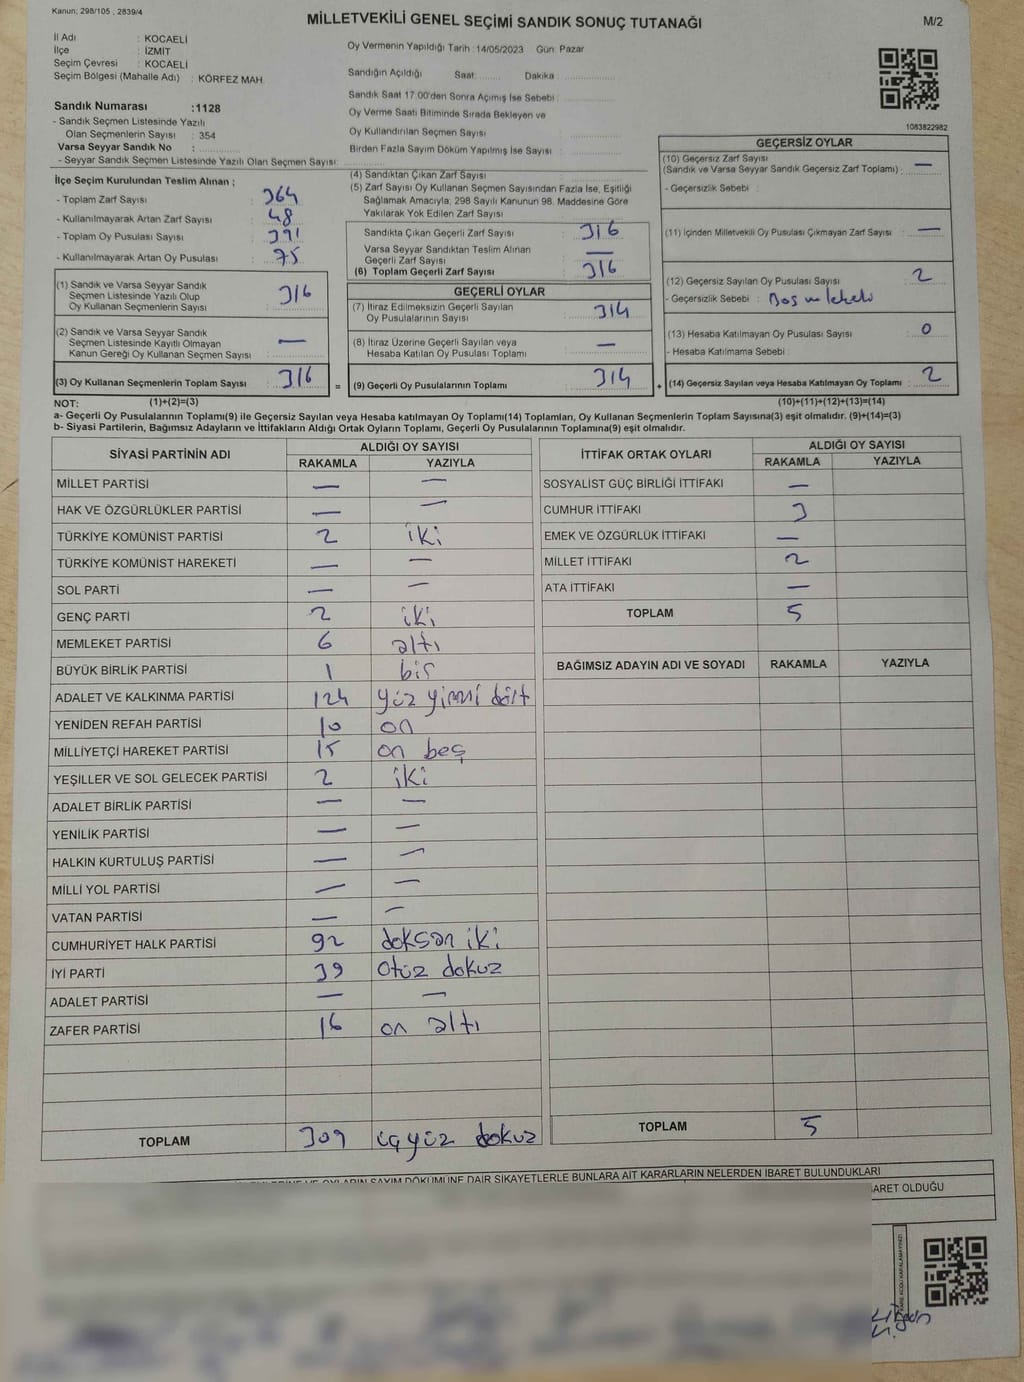 Kanun: 298/105 , 2839/4
MİLLETVEKİLİ GENEL SEÇİMİ SANDIK SONUÇ TUTANAĞI
M/2
İl Adı : KOCAELİ
İlçe : İZMİT
Seçim Çevresi : KOCAELİ
Seçim Bölgesi (Mahalle Adı) : KÖRFEZ MAH.
Sandık Numarası :1128
- Sandık Seçmen Listesinde Yazılı
Olan Seçmenlerin Sayısı : 354
Varsa Seyyar Sandık No :
- Seyyar Sandık Seçmen Listesinde Yazılı Olan Seçmen Sayısı:
Oy Vermenin Yapıldığı Tarih : 14/05/2023 Gün: Pazar
Sandığın Açıldığı Saat: Dakika :
Sandık Saat 17:00'den Sonra Açımış İse Sebebi :
Oy Verme Saati Bitiminde Sırada Bekleyen ve
Oy Kullandırılan Seçmen Sayısı :
Birden Fazla Sayım Döküm Yapılmış İse Sayısı :
1083822982
İlçe Seçim Kurulundan Teslim Alınan ;
- Toplam Zarf Sayısı : 364
- Kullanılmayarak Artan Zarf Sayısı : 48
- Toplam Oy Pusulası Sayısı : 391
- Kullanılmayarak Artan Oy Pusulası : 75
(1) Sandık ve Varsa Seyyar Sandık
Seçmen Listesinde Yazılı Olup
Oy Kullanan Seçmenlerin Sayısı : 316
(2) Sandık ve Varsa Seyyar Sandık
Seçmen Listesinde Kayıtlı Olmayan
Kanun Gereği Oy Kullanan Seçmen Sayısı : —
(3) Oy Kullanan Seçmenlerin Toplam Sayısı : 316
(4) Sandıktan Çıkan Zarf Sayısı :
(5) Zarf Sayısı Oy Kullanan Seçmen Sayısından Fazla İse, Eşitliği
Sağlamak Amacıyla, 298 Sayılı Kanunun 98. Maddesine Göre
Yakılarak Yok Edilen Zarf Sayısı :
Sandıkta Çıkan Geçerli Zarf Sayısı : 316
Varsa Seyyar Sandıktan Teslim Alınan
Geçerli Zarf Sayısı : —
(6) Toplam Geçerli Zarf Sayısı : 316
GEÇERLİ OYLAR
(7) İtiraz Edilmeksizin Geçerli Sayılan
Oy Pusulalarının Sayısı : 314
(8) İtiraz Üzerine Geçerli Sayılan veya
Hesaba Katılan Oy Pusulası Toplamı : —
= (9) Geçerli Oy Pusulalarının Toplamı : 314
GEÇERSİZ OYLAR
(10) Geçersiz Zarf Sayısı
(Sandık ve Varsa Seyyar Sandık Geçersiz Zarf Toplamı) : —
- Geçersizlik Sebebi :
(11) İçinden Milletvekili Oy Pusulası Çıkmayan Zarf Sayısı : —
(12) Geçersiz Sayılan Oy Pusulası Sayısı : 2
- Geçersizlik Sebebi :
(13) Hesaba Katılmayan Oy Pusulası Sayısı : 0
- Hesaba Katılmama Sebebi :
+ (14) Geçersiz Sayılan veya Hesaba Katılmayan Oy Toplamı : 2
NOT: (1)+(2)=(3) (10)+(11)+(12)+(13)=(14)
a- Geçerli Oy Pusulalarının Toplamı(9) ile Geçersiz Sayılan veya Hesaba katılmayan Oy Toplamı(14) Toplamları, Oy Kullanan Seçmenlerin Toplam Sayısına(3) eşit olmalıdır. (9)+(14)=(3)
b- Siyasi Partilerin, Bağımsız Adayların ve İttifakların Aldığı Ortak Oyların Toplamı, Geçerli Oy Pusulalarının Toplamına(9) eşit olmalıdır.
SİYASİ PARTİNİN ADI ALDIĞI OY SAYISI
RAKAMLA YAZIYLA
MİLLET PARTİSİ — —
HAK VE ÖZGÜRLÜKLER PARTİSİ — —
TÜRKİYE KOMÜNİST PARTİSİ 2 iki
TÜRKİYE KOMÜNİST HAREKETİ — —
SOL PARTİ — —
GENÇ PARTİ 2 iki
MEMLEKET PARTİSİ 6 altı
BÜYÜK BİRLİK PARTİSİ 1 bir
ADALET VE KALKINMA PARTİSİ 124 yüz yirmi dört
YENİDEN REFAH PARTİSİ 10 on
MİLLİYETÇİ HAREKET PARTİSİ 15 on beş
YEŞİLLER VE SOL GELECEK PARTİSİ 2 iki
ADALET BİRLİK PARTİSİ — —
YENİLİK PARTİSİ — —
HALKIN KURTULUŞ PARTİSİ — —
MİLLİ YOL PARTİSİ — —
VATAN PARTİSİ — —
CUMHURİYET HALK PARTİSİ 92 doksan iki
İYİ PARTİ 39 otuz dokuz
ADALET PARTİSİ — —
ZAFER PARTİSİ 16 on altı
TOPLAM 309 üçyüz dokuz
İTTİFAK ORTAK OYLARI ALDIĞI OY SAYISI
RAKAMLA YAZIYLA
SOSYALİST GÜÇ BİRLİĞİ İTTİFAKI —
CUMHUR İTTİFAKI 3
EMEK VE ÖZGÜRLÜK İTTİFAKI —
MİLLET İTTİFAKI 2
ATA İTTİFAKI —
TOPLAM 5
BAĞIMSIZ ADAYIN ADI VE SOYADI RAKAMLA YAZIYLA
TOPLAM 5
SAYIM DÖKÜMÜNE DAİR ŞİKAYETLERLE BUNLARA AİT KARARLARIN NELERDEN İBARET BULUNDUKLARI
OLDUĞU